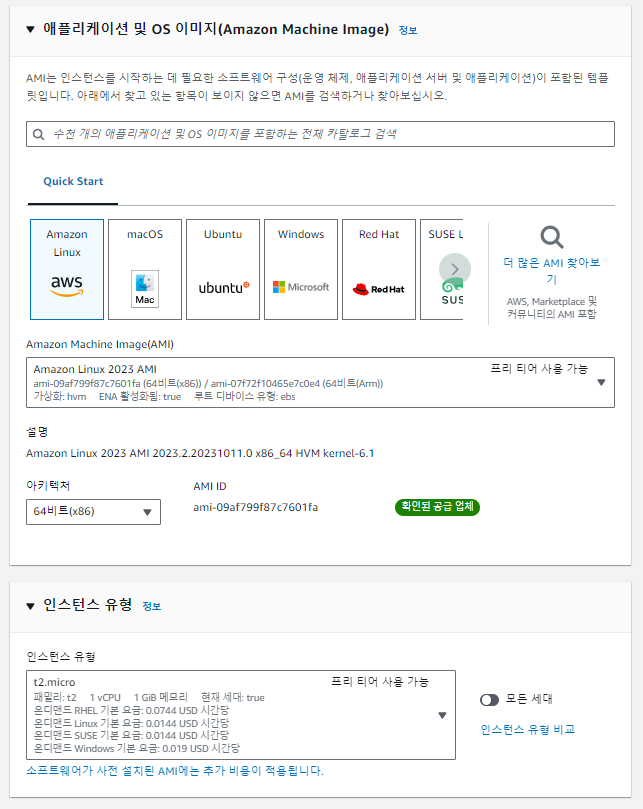 애플리케이션 및 OS 이미지(Amazon Machine Image) 정보
AMI는 인스턴스를 시작하는 데 필요한 소프트웨어 구성(운영 체제, 애플리케이션 서버 및 애플리케이션)이 포함된 템플
릿입니다. 아래에서 찾고 있는 항목이 보이지 않으면 AMI를 검색하거나 찾아보십시오.
수천 개의 애플리케이션 및 OS 이미지를 포함하는 전체 카탈로그 검색
Quick Start
Amazon
Linux
aws
macOS
Mac
Ubuntu
ubuntu
Windows
Microsoft
Red Hat
Red Hat
SUSE L
SUS
더 많은 AMI 찾아보
기
AWS, Marketplace 및
커뮤니티의 AMI 포함
Amazon Machine Image(AMI)
Amazon Linux 2023 AMI 프리 티어 사용 가능
ami-09af799f87c7601fa (64비트(x86)) / ami-07f72f10465e7c0e4 (64비트(Arm))
가상화: hvm ENA 활성화됨: true 루트 디바이스 유형: ebs
설명
Amazon Linux 2023 AMI 2023.2.20231011.0 x86_64 HVM kernel-6.1
아키텍처 AMI ID
64비트(x86) ami-09af799f87c7601fa 확인된 공급 업체
인스턴스 유형 정보
인스턴스 유형
t2.micro 프리 티어 사용 가능
패밀리: t2 1 vCPU 1 GiB 메모리 현재 세대: true
온디맨드 RHEL 기본 요금: 0.0744 USD 시간당
온디맨드 Linux 기본 요금: 0.0144 USD 시간당
온디맨드 SUSE 기본 요금: 0.0144 USD 시간당
온디맨드 Windows 기본 요금: 0.019 USD 시간당
모든 세대
인스턴스 유형 비교
소프트웨어가 사전 설치된 AMI에는 추가 비용이 적용됩니다.